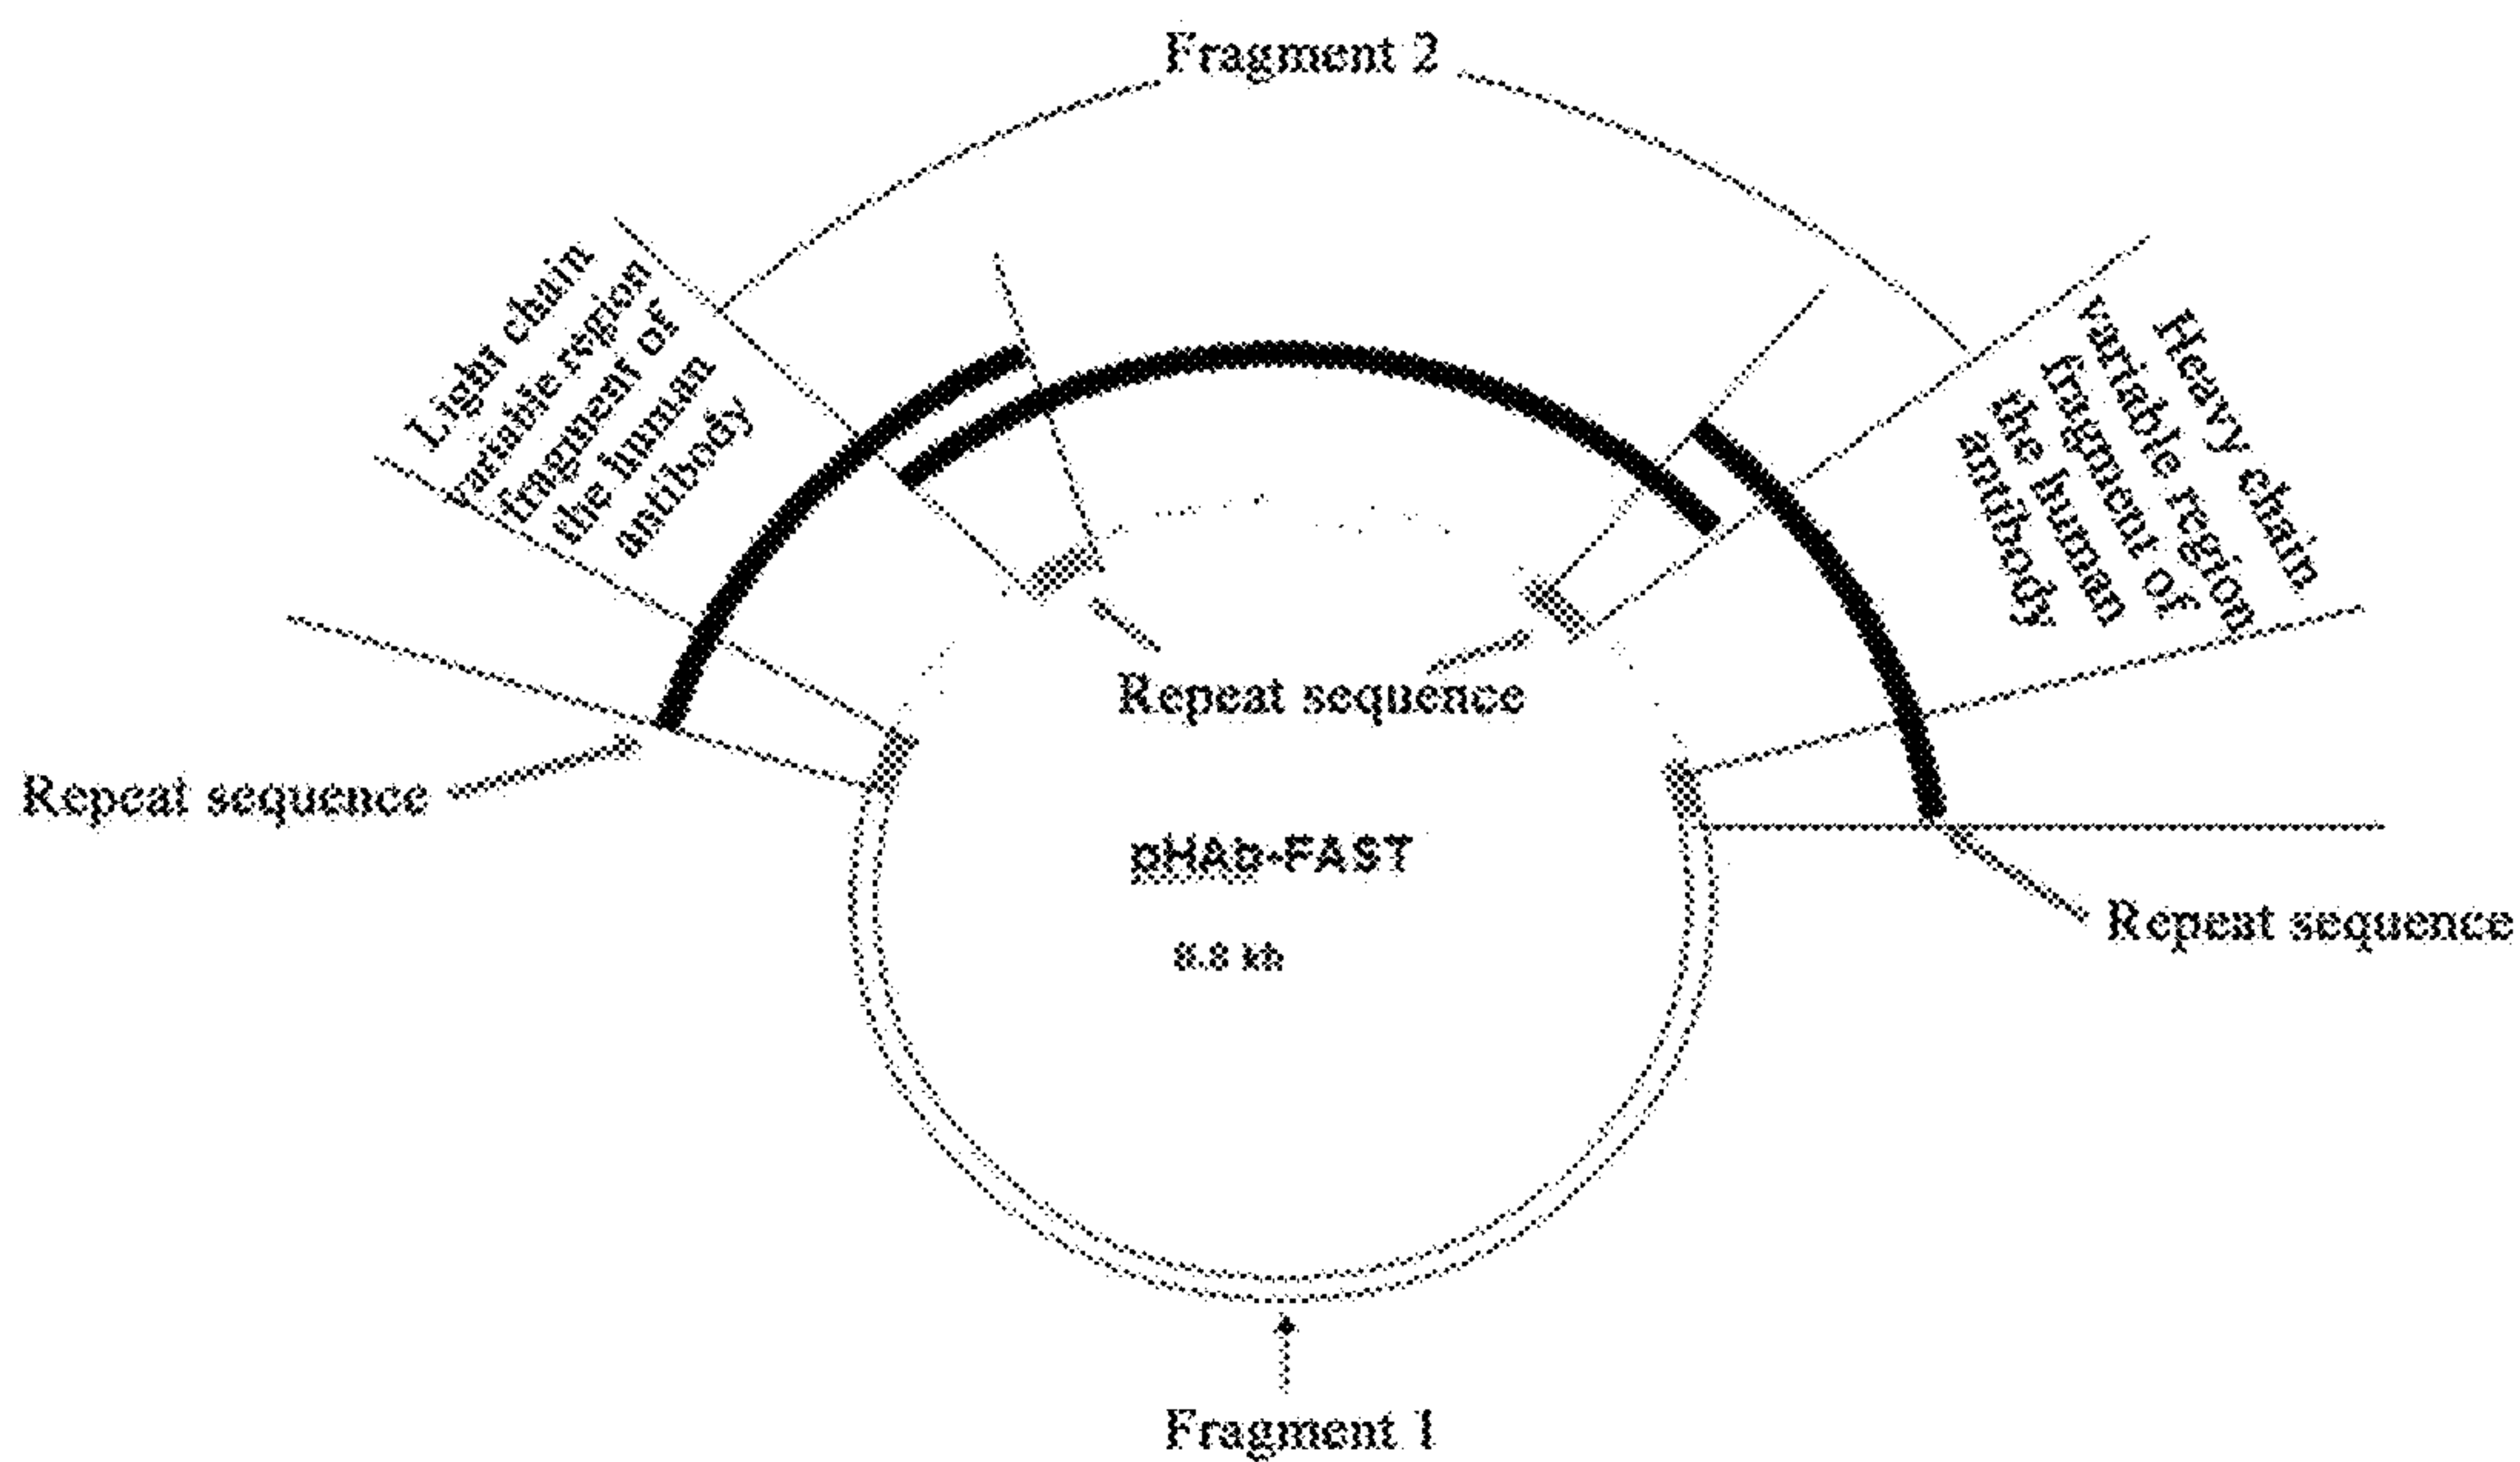 Fragment 2
Light chain
variable region
fragment of
the human
antibody
Heavy chain
variable region
fragment of
the human
antibody
Repeat sequence
Repeat sequence
pHAb-FAST
8.8 kb
Repeat sequence
Fragment 1